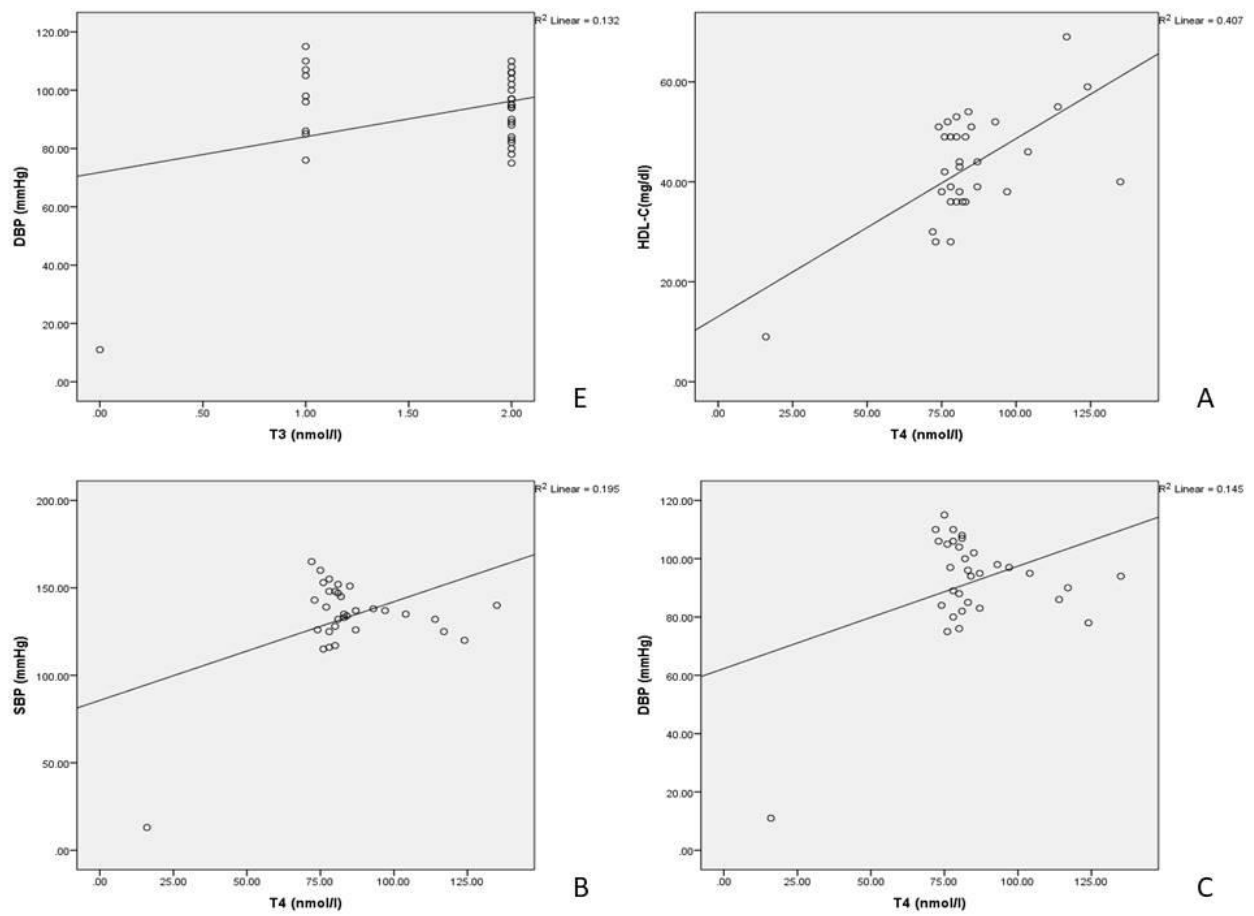 R² Linear = 0.132
120.00
100.00
80.00
60.00
40.00
20.00
.00
DBP (mmHg)
.00 .50 1.00 1.50 2.00
T3 (nmol/l)
E
R² Linear = 0.407
60.00
40.00
20.00
.00
HDL-C(mg/dl)
.00 25.00 50.00 75.00 100.00 125.00
T4 (nmol/l)
A
R² Linear = 0.195
200.00
150.00
100.00
50.00
.00
SBP (mmHg)
.00 25.00 50.00 75.00 100.00 125.00
T4 (nmol/l)
B
R² Linear = 0.145
120.00
100.00
80.00
60.00
40.00
20.00
.00
DBP (mmHg)
.00 25.00 50.00 75.00 100.00 125.00
T4 (nmol/l)
C